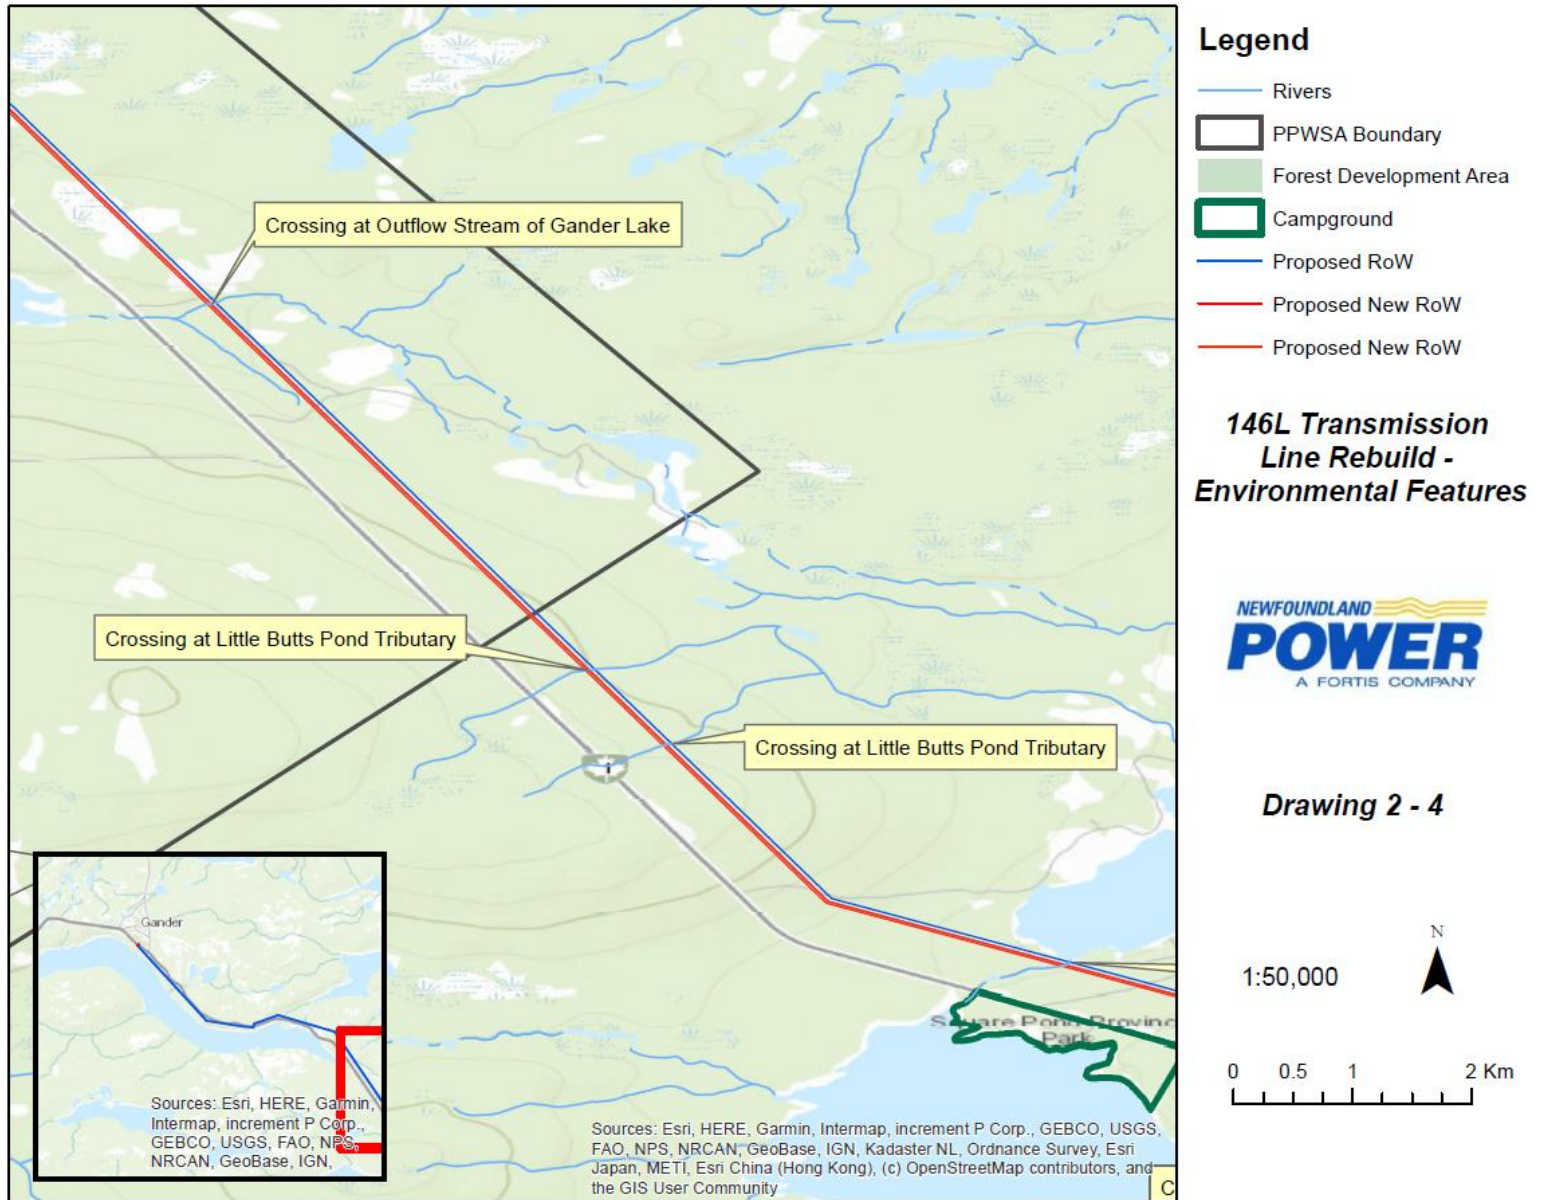 Crossing at Outflow Stream of Gander Lake
Crossing at Little Butts Pond Tributary
Crossing at Little Butts Pond Tributary
1
Square Pond Provinc
Park
Gander
Sources: Esri, HERE, Garmin,
Intermap, increment P Corp.,
GEBCO, USGS, FAO, NPS,
NRCAN, GeoBase, IGN,
Sources: Esri, HERE, Garmin, Intermap, increment P Corp., GEBCO, USGS,
FAO, NPS, NRCAN, GeoBase, IGN, Kadaster NL, Ordnance Survey, Esri
Japan, METI, Esri China (Hong Kong), (c) OpenStreetMap contributors, and
the GIS User Community
C
Legend
Rivers
PPWSA Boundary
Forest Development Area
Campground
Proposed RoW
Proposed New RoW
Proposed New RoW
146L Transmission
Line Rebuild -
Environmental Features
NEWFOUNDLAND
POWER
A FORTIS COMPANY
Drawing 2 - 4
N
1:50,000
0 0.5 1 2 Km